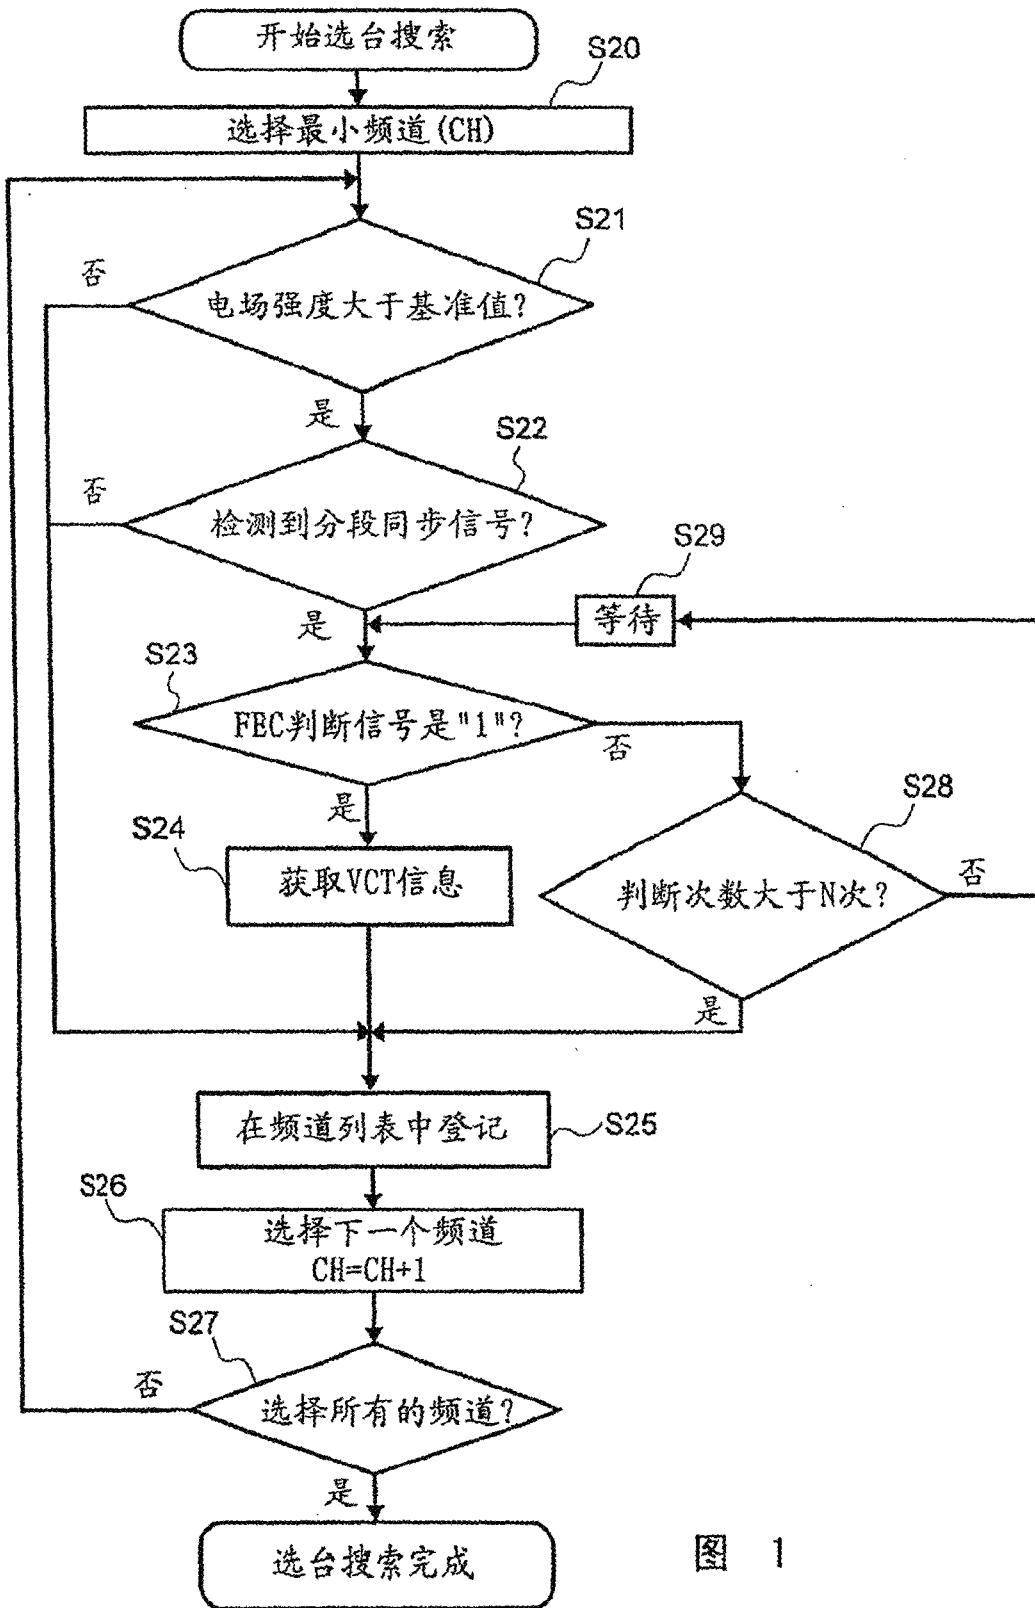 开始选台搜索
S20
选择最小频道(CH)
S21
否
电场强度大于基准值?
是
S22
否
检测到分段同步信号?
S29
等待
是
S23
FEC判断信号是"1"?
否
是
S28
S24
获取VCT信息
判断次数大于N次?
否
是
在频道列表中登记
S25
S26
选择下一个频道
CH=CH+1
S27
否
选择所有的频道?
是
选台搜索完成
图 1